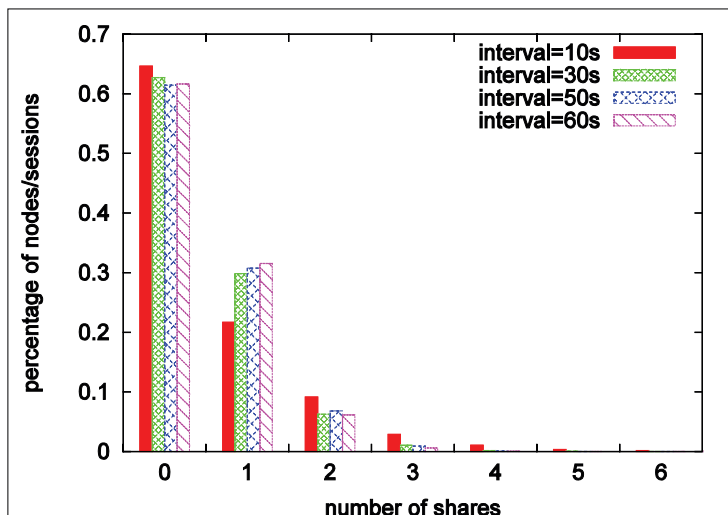 0.7
interval=10s
interval=30s
interval=50s
interval=60s
0.6
0.5
0.4
0.3
0.2
0.1
0
percentage of nodes/sessions
0 1 2 3 4 5 6
number of shares